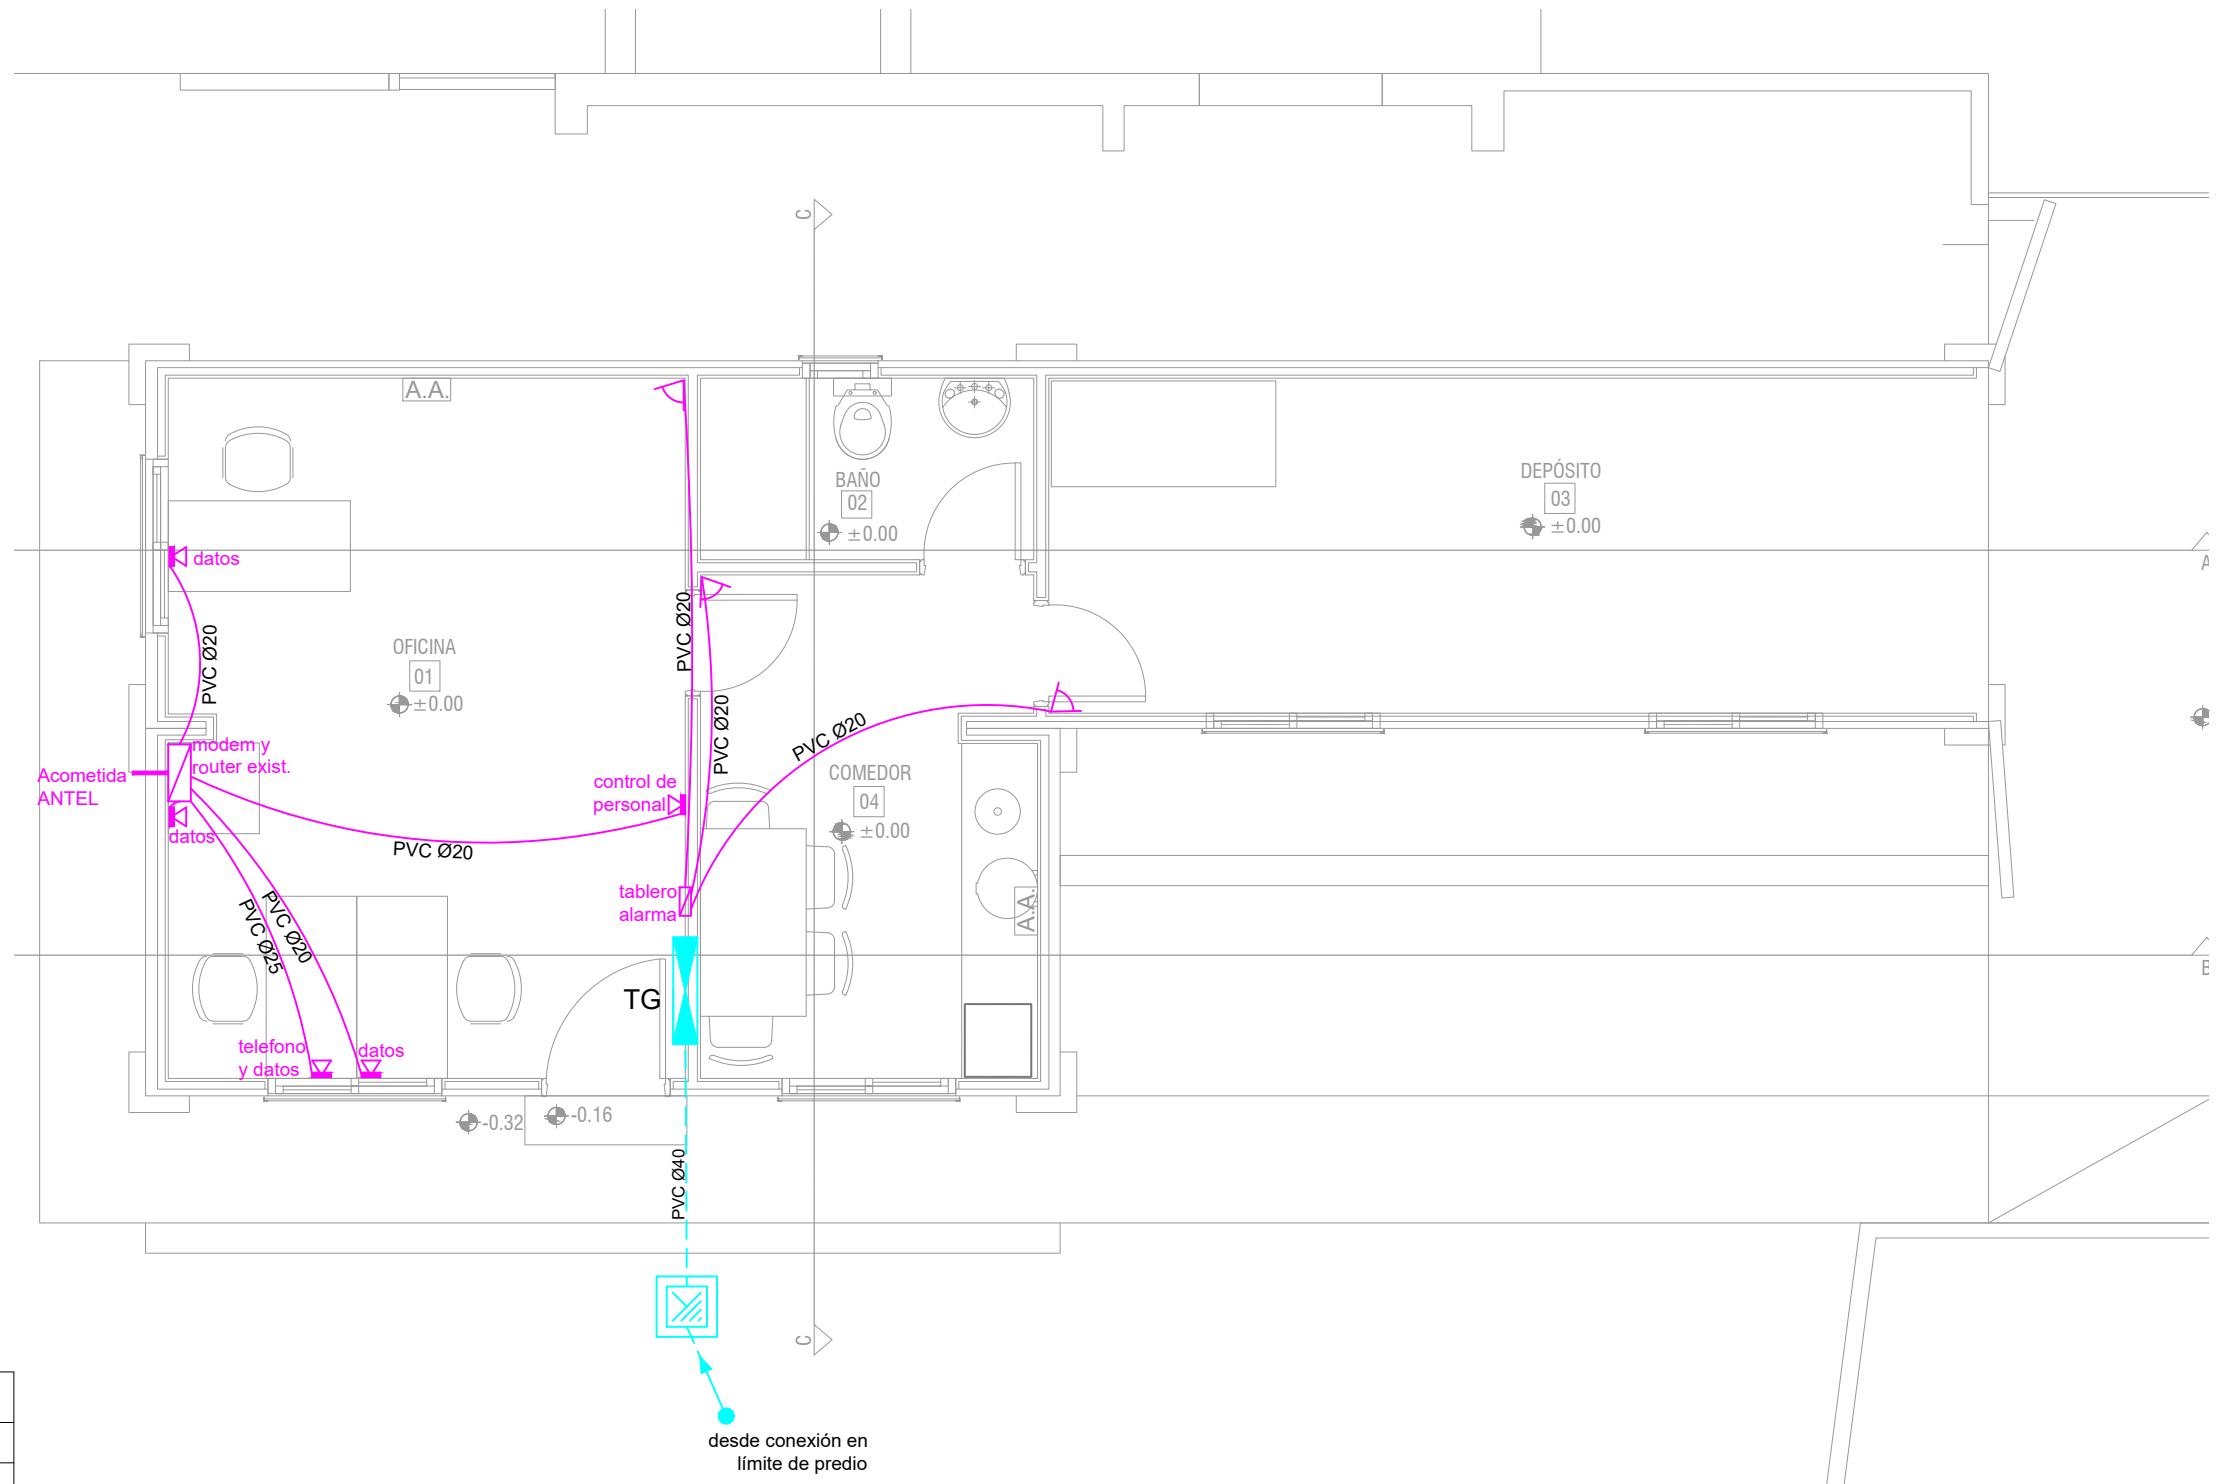 C
A.A.
BAÑO
02
±0.00
DEPÓSITO
03
±0.00
A
datos
PVC Ø20
OFICINA
01
±0.00
PVC Ø20
PVC Ø20
PVC Ø20
modem y
router exist.
Acometida
ANTEL
datos
control de
personal
COMEDOR
04
±0.00
PVC Ø20
tablero
alarma
A.A.
PVC Ø20
PVC Ø25
TG
B
telefono
y datos
datos
-0.32
-0.16
PVC Ø40
C
desde conexión en
límite de predio